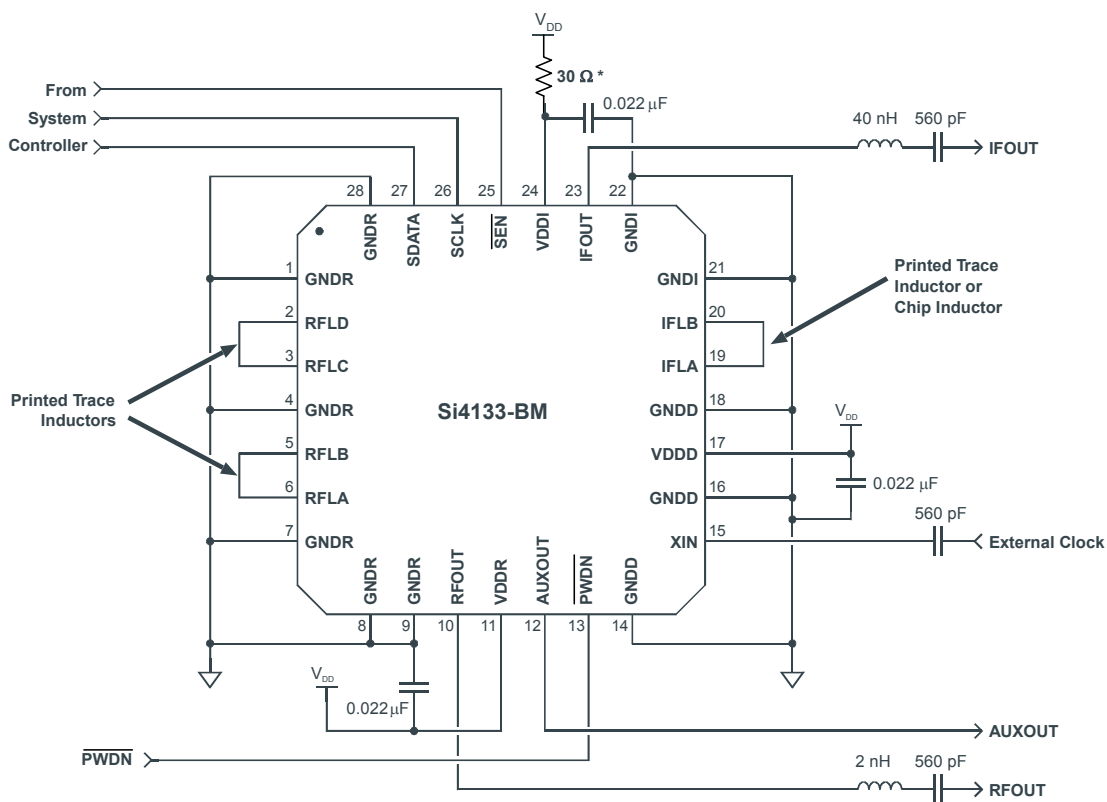 VDD
30 Ω *
0.022 μF
From
System
Controller
40 nH
560 pF
IFOUT
28
27
26
25
24
23
22
GNDR
SDATA
SCLK
SEN
VDDI
IFOUT
GNDI
1
GNDR
2
RFLD
3
RFLC
4
GNDR
5
RFLB
6
RFLA
7
GNDR
Printed Trace
Inductors
Si4133-BM
21
GNDI
20
IFLB
19
IFLA
18
GNDD
17
VDDD
16
GNDD
15
XIN
Printed Trace
Inductor or
Chip Inductor
VDD
0.022 μF
560 pF
External Clock
GNDR
GNDR
RFOUT
VDDR
AUXOUT
PWDN
GNDD
8
9
10
11
12
13
14
VDD
0.022 μF
AUXOUT
PWDN
2 nH
560 pF
RFOUT